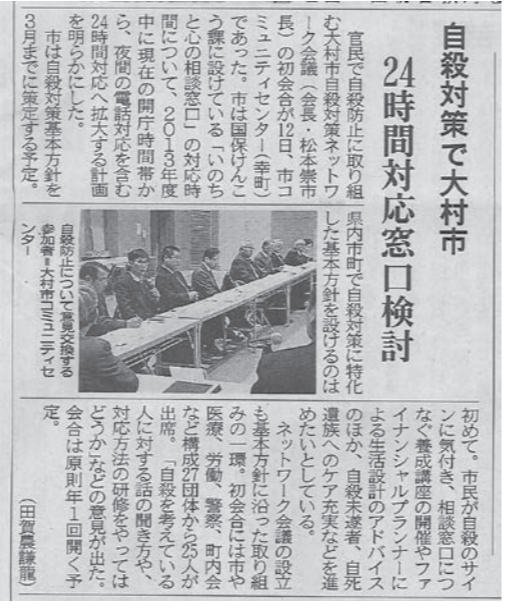 自殺対策で大村市
24時間対応窓口検討
官民で自殺防止に取り組
む大村市自殺対策ネットワ
ーク会議（会長・松本崇市
長）の初会合が12日、市コ
ミュニティセンター（幸町）
であった。市は国保けんこ
う課に設けている「いのち
と心の相談窓口」の対応時
間について、2013年度
中に現在の開庁時間帯か
ら、夜間の電話対応を含む
24時間対応へ拡大する計画
を明らかにした。
市は自殺対策基本方針を
3月までに策定する予定。
県内市町で自殺対策に特化
した基本方針を設けるのは
自殺防止について意見交換する
参加者＝大村市コミュニティセ
ンター
初めて。市民が自殺のサイ
ンに気付き、相談窓口につ
なぐ養成講座の開催やファ
イナンシャルプランナーに
よる生活設計のアドバイス
のほか、自殺未遂者、自死
遺族へのケア充実などを進
めたいとしている。
ネットワーク会議の設立
も基本方針に沿った取り組
みの一環。初会合には市や
医療、労働、警察、町内会
など構成27団体から25人が
出席。「自殺を考えている
人に対する話の聞き方や、
対応方法の研修をやっては
どうか」などの意見が出た。
会合は原則年1回開く予
定。
（田賀農謙龍）